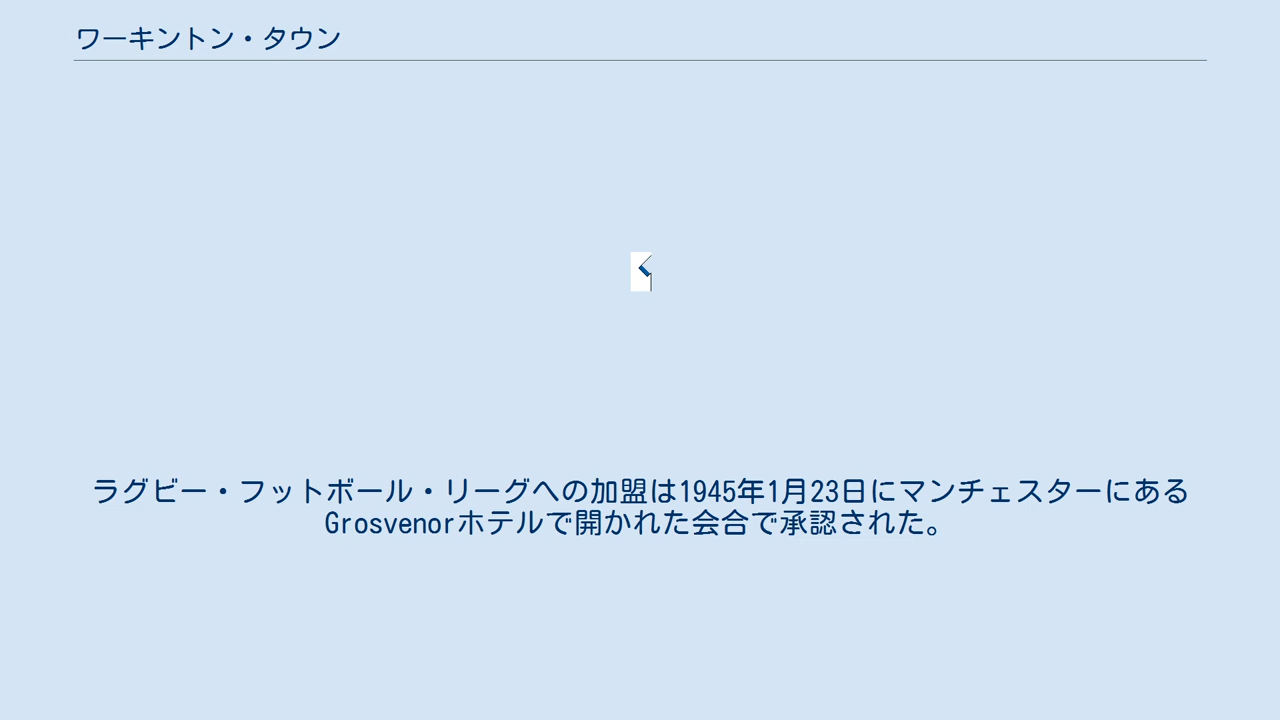 ワーキントン・タウン
ラグビー・フットボール・リーグへの加盟は1945年1月23日にマンチェスターにある
Grosvenorホテルで開かれた会合で承認された。